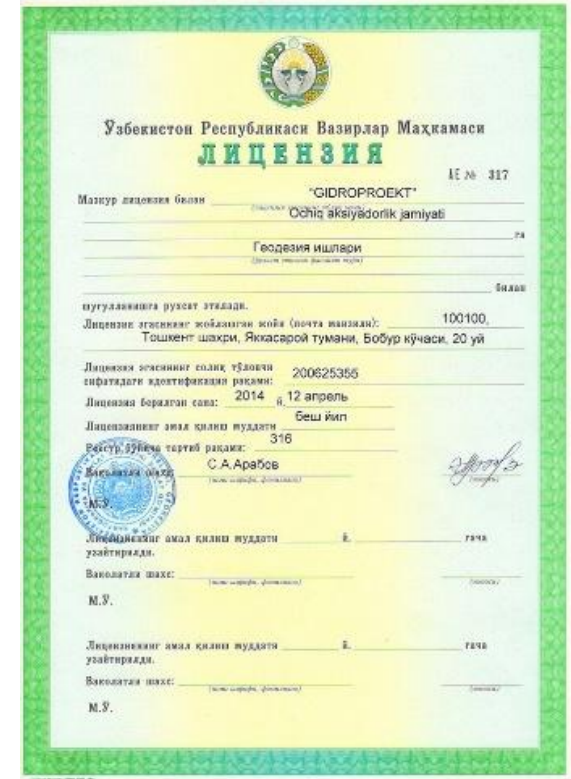 Ўзбекистон Республикаси Вазирлар Маҳкамаси
ЛИЦЕНЗИЯ
АЕ № 317
Мазкур лицензия билан "GIDROPROEKT"
Ochiq aksiyadorlik jamiyati
га
Геодезия ишлари
билан
шуғулланишга рухсат этилади.
Лицензия эгасининг жойлашган жойи (почта манзили): 100100,
Тошкент шахри, Яккасарой тумани, Бобур кўчаси, 20 уй
Лицензия эгасининг солиқ тўловчи
сифатидаги идентификация рақами: 200625355
Лицензия берилган сана: 2014 й. 12 апрель
Лицензиянинг амал қилиш муддати беш йил
Реестр бўйича тартиб рақами: 316
Ваколатли шахс: С.А.Арабов
(имзо)
М.Ў.
Лицензиянинг амал қилиш муддати й. гача
узайтирилди.
Ваколатли шахс:
(имзо)
М.Ў.
Лицензиянинг амал қилиш муддати й. гача
узайтирилди.
Ваколатли шахс:
(имзо)
М.Ў.